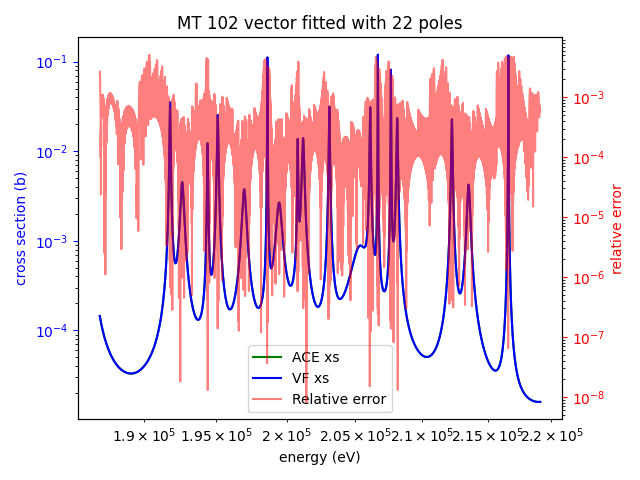 MT 102 vector fitted with 22 poles
10⁻¹
10⁻²
10⁻³
10⁻⁴
cross section (b)
10⁻³
10⁻⁴
10⁻⁵
10⁻⁶
10⁻⁷
10⁻⁸
relative error
ACE xs
VF xs
Relative error
1.9 × 10⁵ 1.95 × 10⁵ 2 × 10⁵ 2.05 × 10⁵ 2.1 × 10⁵ 2.15 × 10⁵ 2.2 × 10⁵
energy (eV)